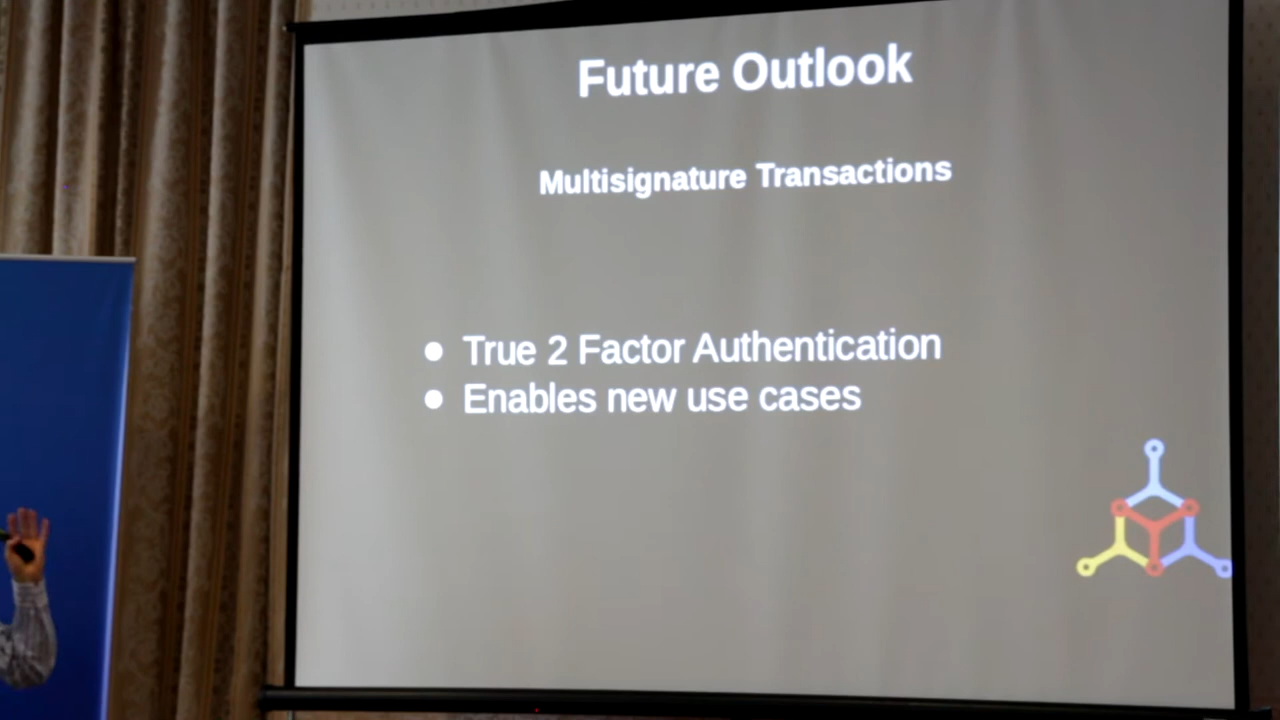 Future Outlook
Multisignature Transactions
● True 2 Factor Authentication
● Enables new use cases